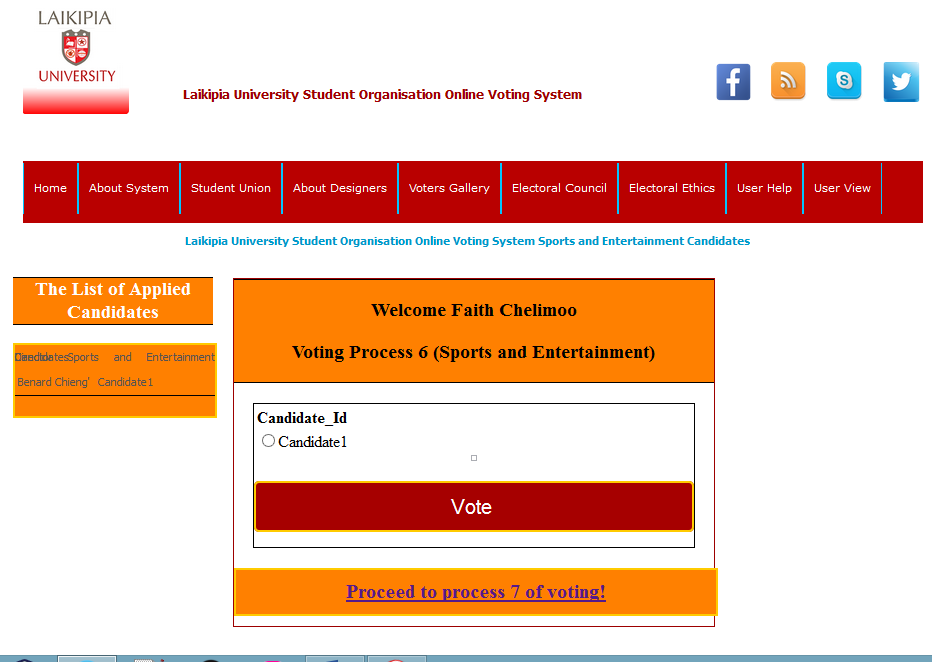 LAIKIPIA
UNIVERSITY
Laikipia University Student Organisation Online Voting System
Home About System Student Union About Designers Voters Gallery Electoral Council Electoral Ethics User Help User View
Laikipia University Student Organisation Online Voting System Sports and Entertainment Candidates
The List of Applied
Candidates
Candidates Sports and Entertainment
Benard Chieng' Candidate1
Welcome Faith Chelimoo
Voting Process 6 (Sports and Entertainment)
Candidate_Id
Candidate1
Vote
Proceed to process 7 of voting!